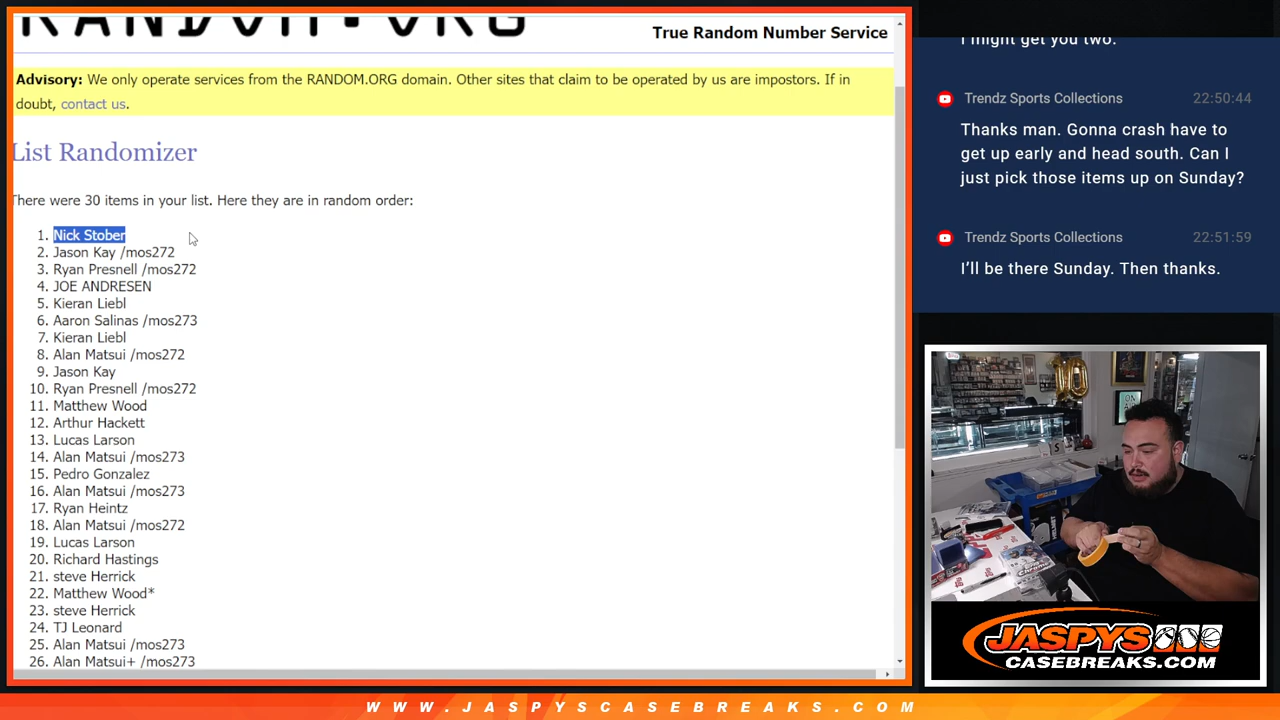 RANDOM.ORG
True Random Number Service
Advisory: We only operate services from the RANDOM.ORG domain. Other sites that claim to be operated by us are impostors. If in
doubt, contact us.
List Randomizer
There were 30 items in your list. Here they are in random order:
1. Nick Stober
2. Jason Kay /mos272
3. Ryan Presnell /mos272
4. JOE ANDRESEN
5. Kieran Liebl
6. Aaron Salinas /mos273
7. Kieran Liebl
8. Alan Matsui /mos272
9. Jason Kay
10. Ryan Presnell /mos272
11. Matthew Wood
12. Arthur Hackett
13. Lucas Larson
14. Alan Matsui /mos273
15. Pedro Gonzalez
16. Alan Matsui /mos273
17. Ryan Heintz
18. Alan Matsui /mos272
19. Lucas Larson
20. Richard Hastings
21. steve Herrick
22. Matthew Wood*
23. steve Herrick
24. TJ Leonard
25. Alan Matsui /mos273
26. Alan Matsui+ /mos273
I might get you two.
Trendz Sports Collections 22:50:44
Thanks man. Gonna crash have to
get up early and head south. Can I
just pick those items up on Sunday?
Trendz Sports Collections 22:51:59
I'll be there Sunday. Then thanks.
JASPYS
CASEBREAKS.COM
WWW.JASPYSCASEBREAKS.COM